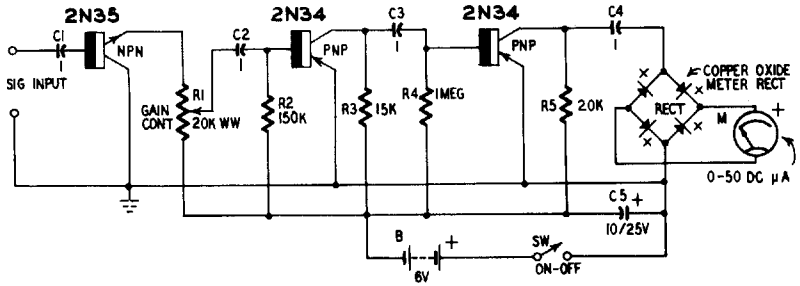 2N35
2N34
2N34
C1
1
NPN
C2
1
PNP
C3
1
PNP
C4
1
SIG INPUT
R1
GAIN
CONT
20K WW
R2
150K
R3
15K
R4
1MEG
R5
20K
COPPER OXIDE
METER RECT
X
X
X
X
RECT
M
+
0-50 DC µA
C5
+
10/25V
B
+
6V
SW
ON-OFF